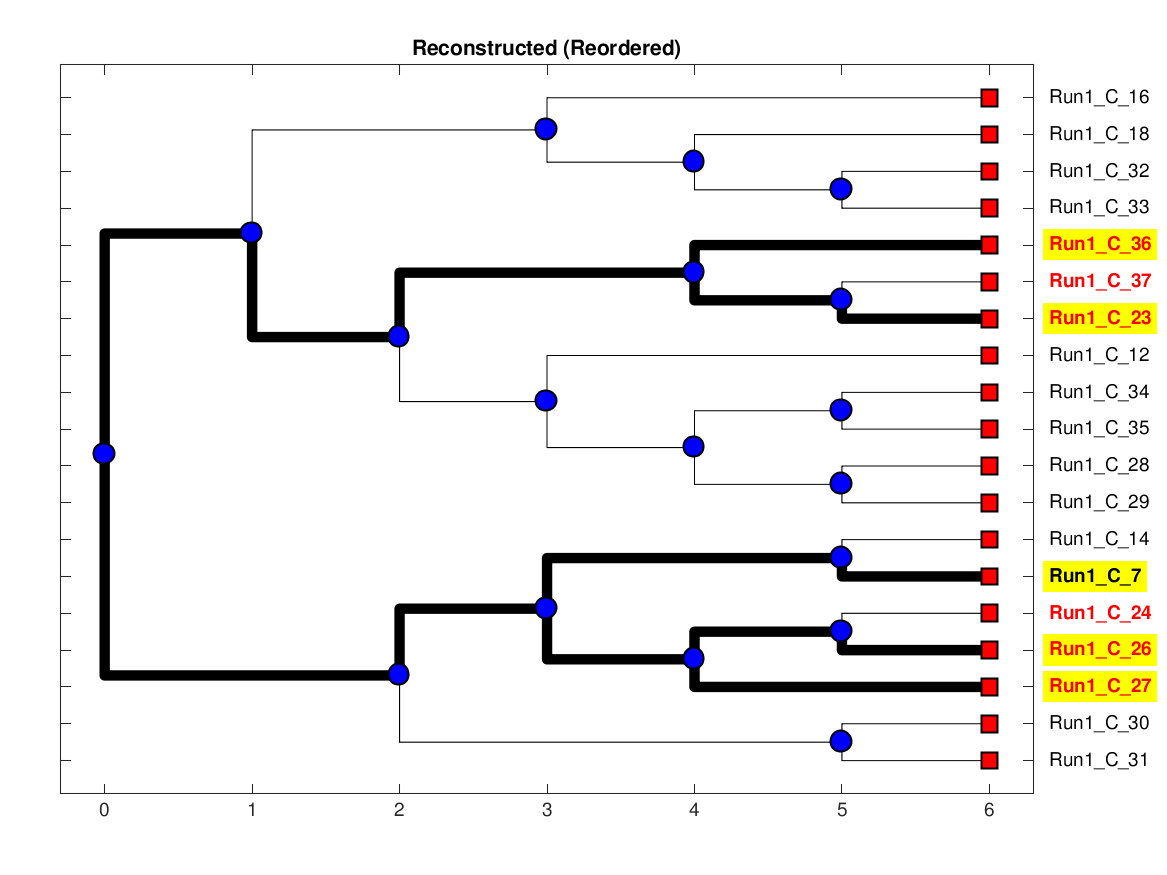 Reconstructed (Reordered)
Run1_C_16
Run1_C_18
Run1_C_32
Run1_C_33
Run1_C_36
Run1_C_37
Run1_C_23
Run1_C_12
Run1_C_34
Run1_C_35
Run1_C_28
Run1_C_29
Run1_C_14
Run1_C_7
Run1_C_24
Run1_C_26
Run1_C_27
Run1_C_30
Run1_C_31
0 1 2 3 4 5 6